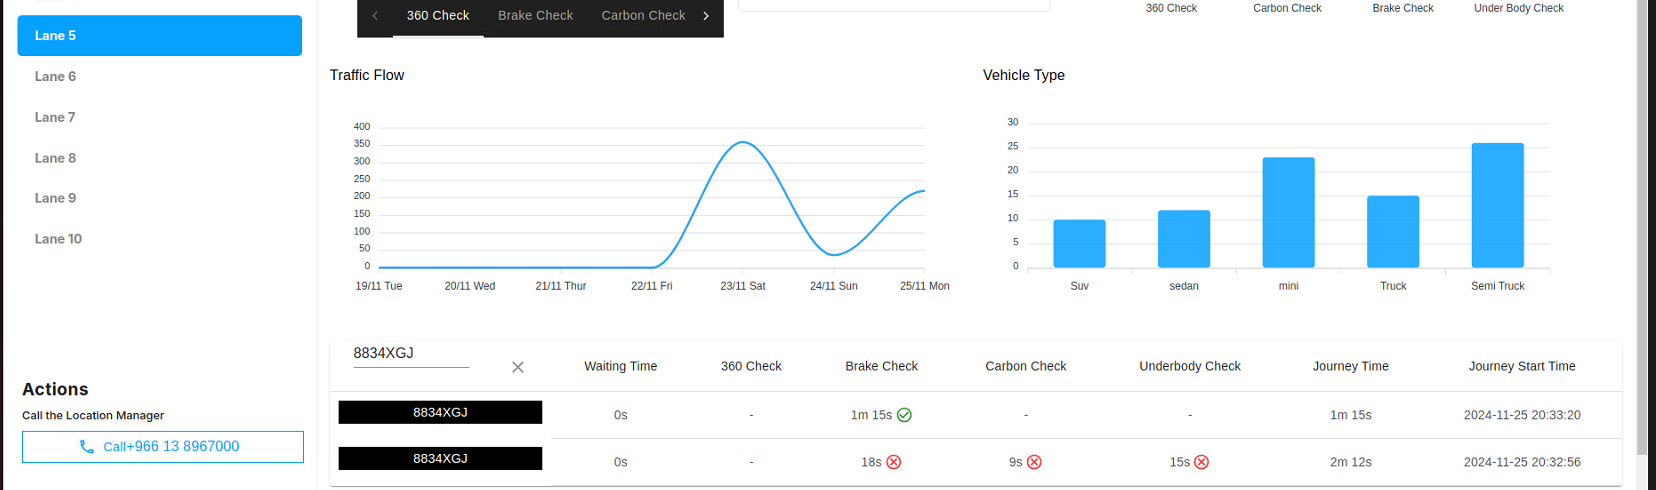 Lane 5
Lane 6
Lane 7
Lane 8
Lane 9
Lane 10
Actions
Call the Location Manager
Call+966 13 8967000
360 Check Brake Check Carbon Check
360 Check Carbon Check Brake Check Under Body Check
Traffic Flow
400
350
300
250
200
150
100
50
0
19/11 Tue 20/11 Wed 21/11 Thur 22/11 Fri 23/11 Sat 24/11 Sun 25/11 Mon
Vehicle Type
30
25
20
15
10
5
0
Suv sedan mini Truck Semi Truck
8834XGJ Waiting Time 360 Check Brake Check Carbon Check Underbody Check Journey Time Journey Start Time
8834XGJ 0s - 1m 15s - - 1m 15s 2024-11-25 20:33:20
8834XGJ 0s - 18s 9s 15s 2m 12s 2024-11-25 20:32:56